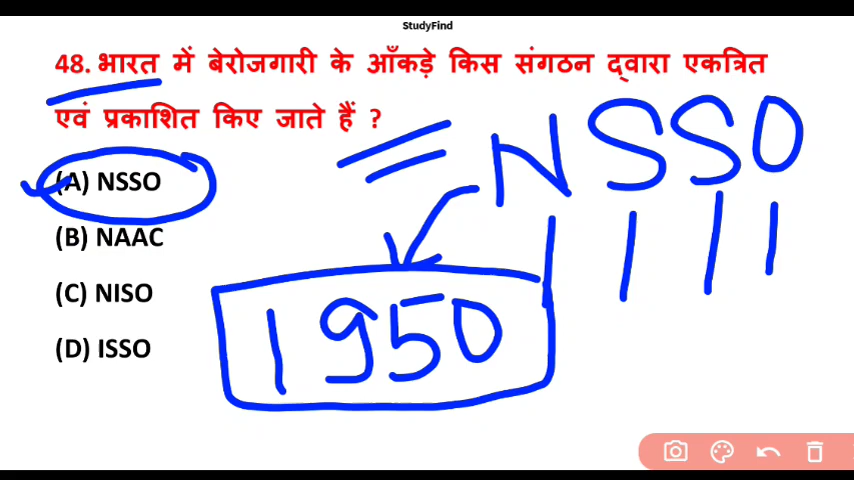 StudyFind
48. भारत में बेरोजगारी के आँकड़े किस संगठन द्वारा एकत्रित
एवं प्रकाशित किए जाते हैं ?
NSSO
(A) NSSO
(B) NAAC
(C) NISO
1950
(D) ISSO